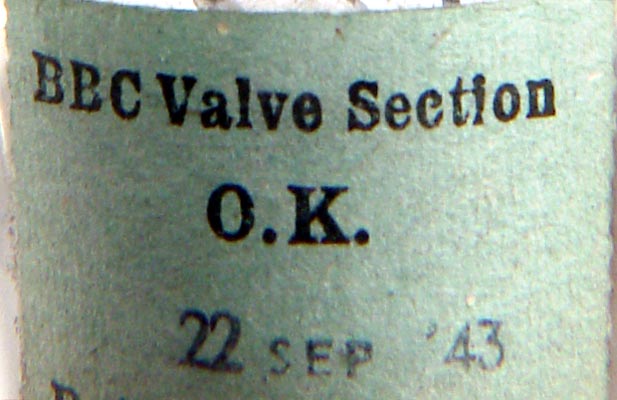 BBC Valve Section
O.K.
22 SEP '43